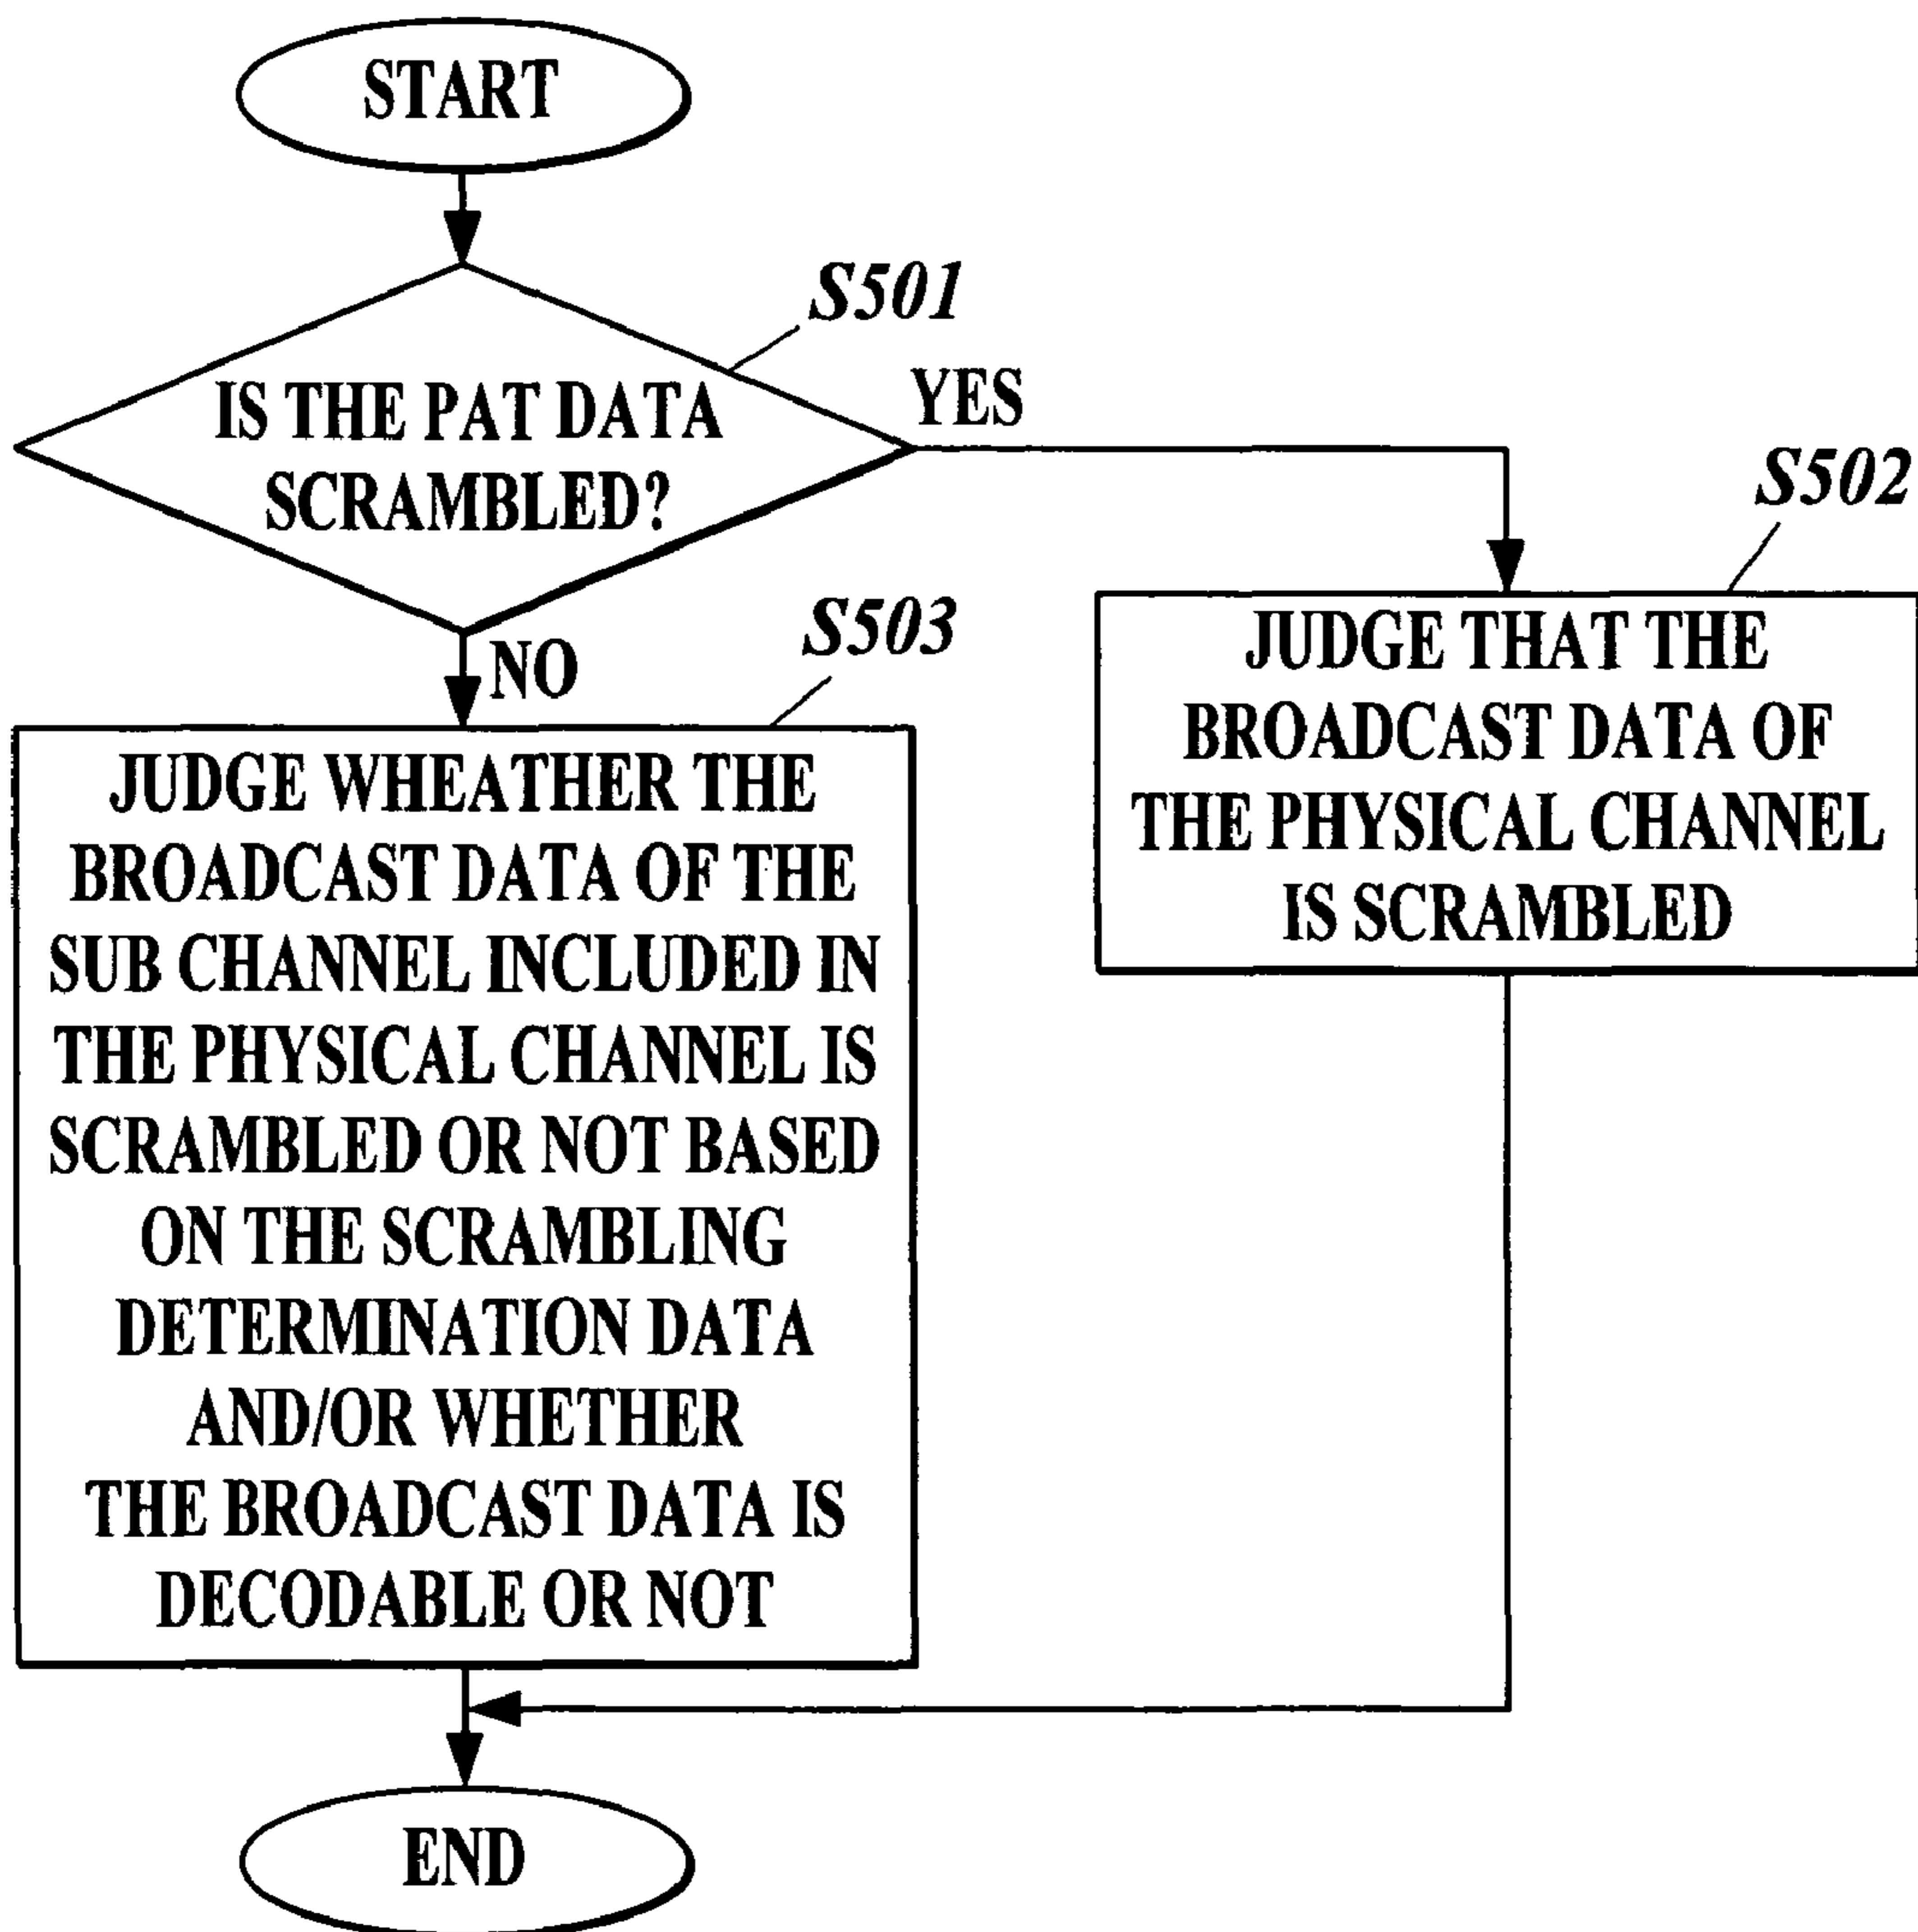 START
S501
IS THE PAT DATA
SCRAMBLED?
YES
NO
S502
JUDGE THAT THE
BROADCAST DATA OF
THE PHYSICAL CHANNEL
IS SCRAMBLED
S503
JUDGE WHEATHER THE
BROADCAST DATA OF THE
SUB CHANNEL INCLUDED IN
THE PHYSICAL CHANNEL IS
SCRAMBLED OR NOT BASED
ON THE SCRAMBLING
DETERMINATION DATA
AND/OR WHETHER
THE BROADCAST DATA IS
DECODABLE OR NOT
END